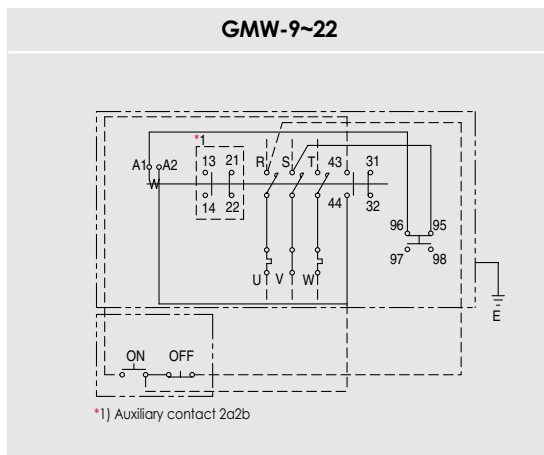 GMW-9~22
*1
A1 A2 13 21 R S T 43 31
14 22 44 32
96 95
97 98
U V W
E
ON OFF
*1) Auxiliary contact 2a2b